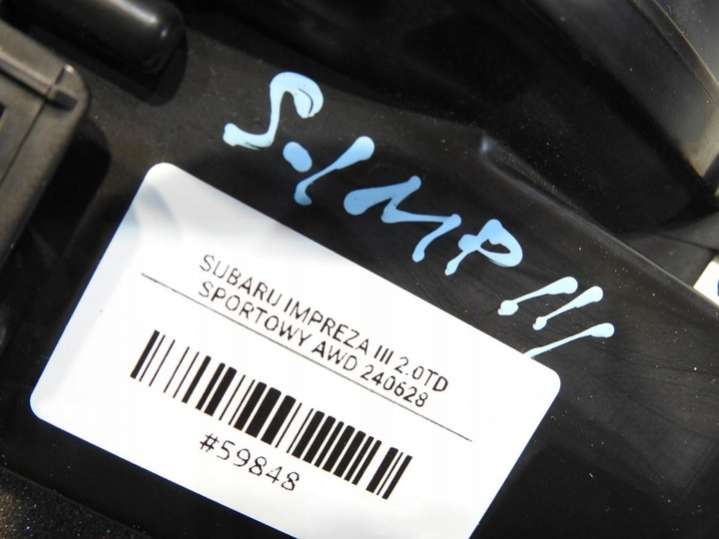 S-IMP III
SUBARU IMPREZA III 2.0TD
SPORTOWY AWD 240628
#59848